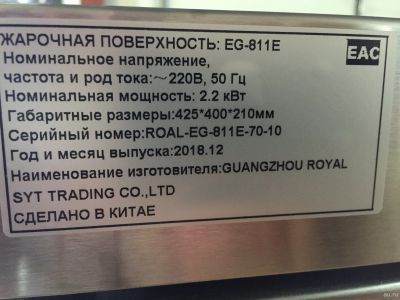 ЖАРОЧНАЯ ПОВЕРХНОСТЬ: EG-811E
EAC
Номинальное напряжение,
частота и род тока:~220В, 50 Гц
Номинальная мощность: 2.2 кВт
Габаритные размеры:425*400*210мм
Серийный номер:ROAL-EG-811E-70-10
Год и месяц выпуска:2018.12
Наименование изготовителя:GUANGZHOU ROYAL
SYT TRADING CO.,LTD
СДЕЛАНО В КИТАЕ
au.ru